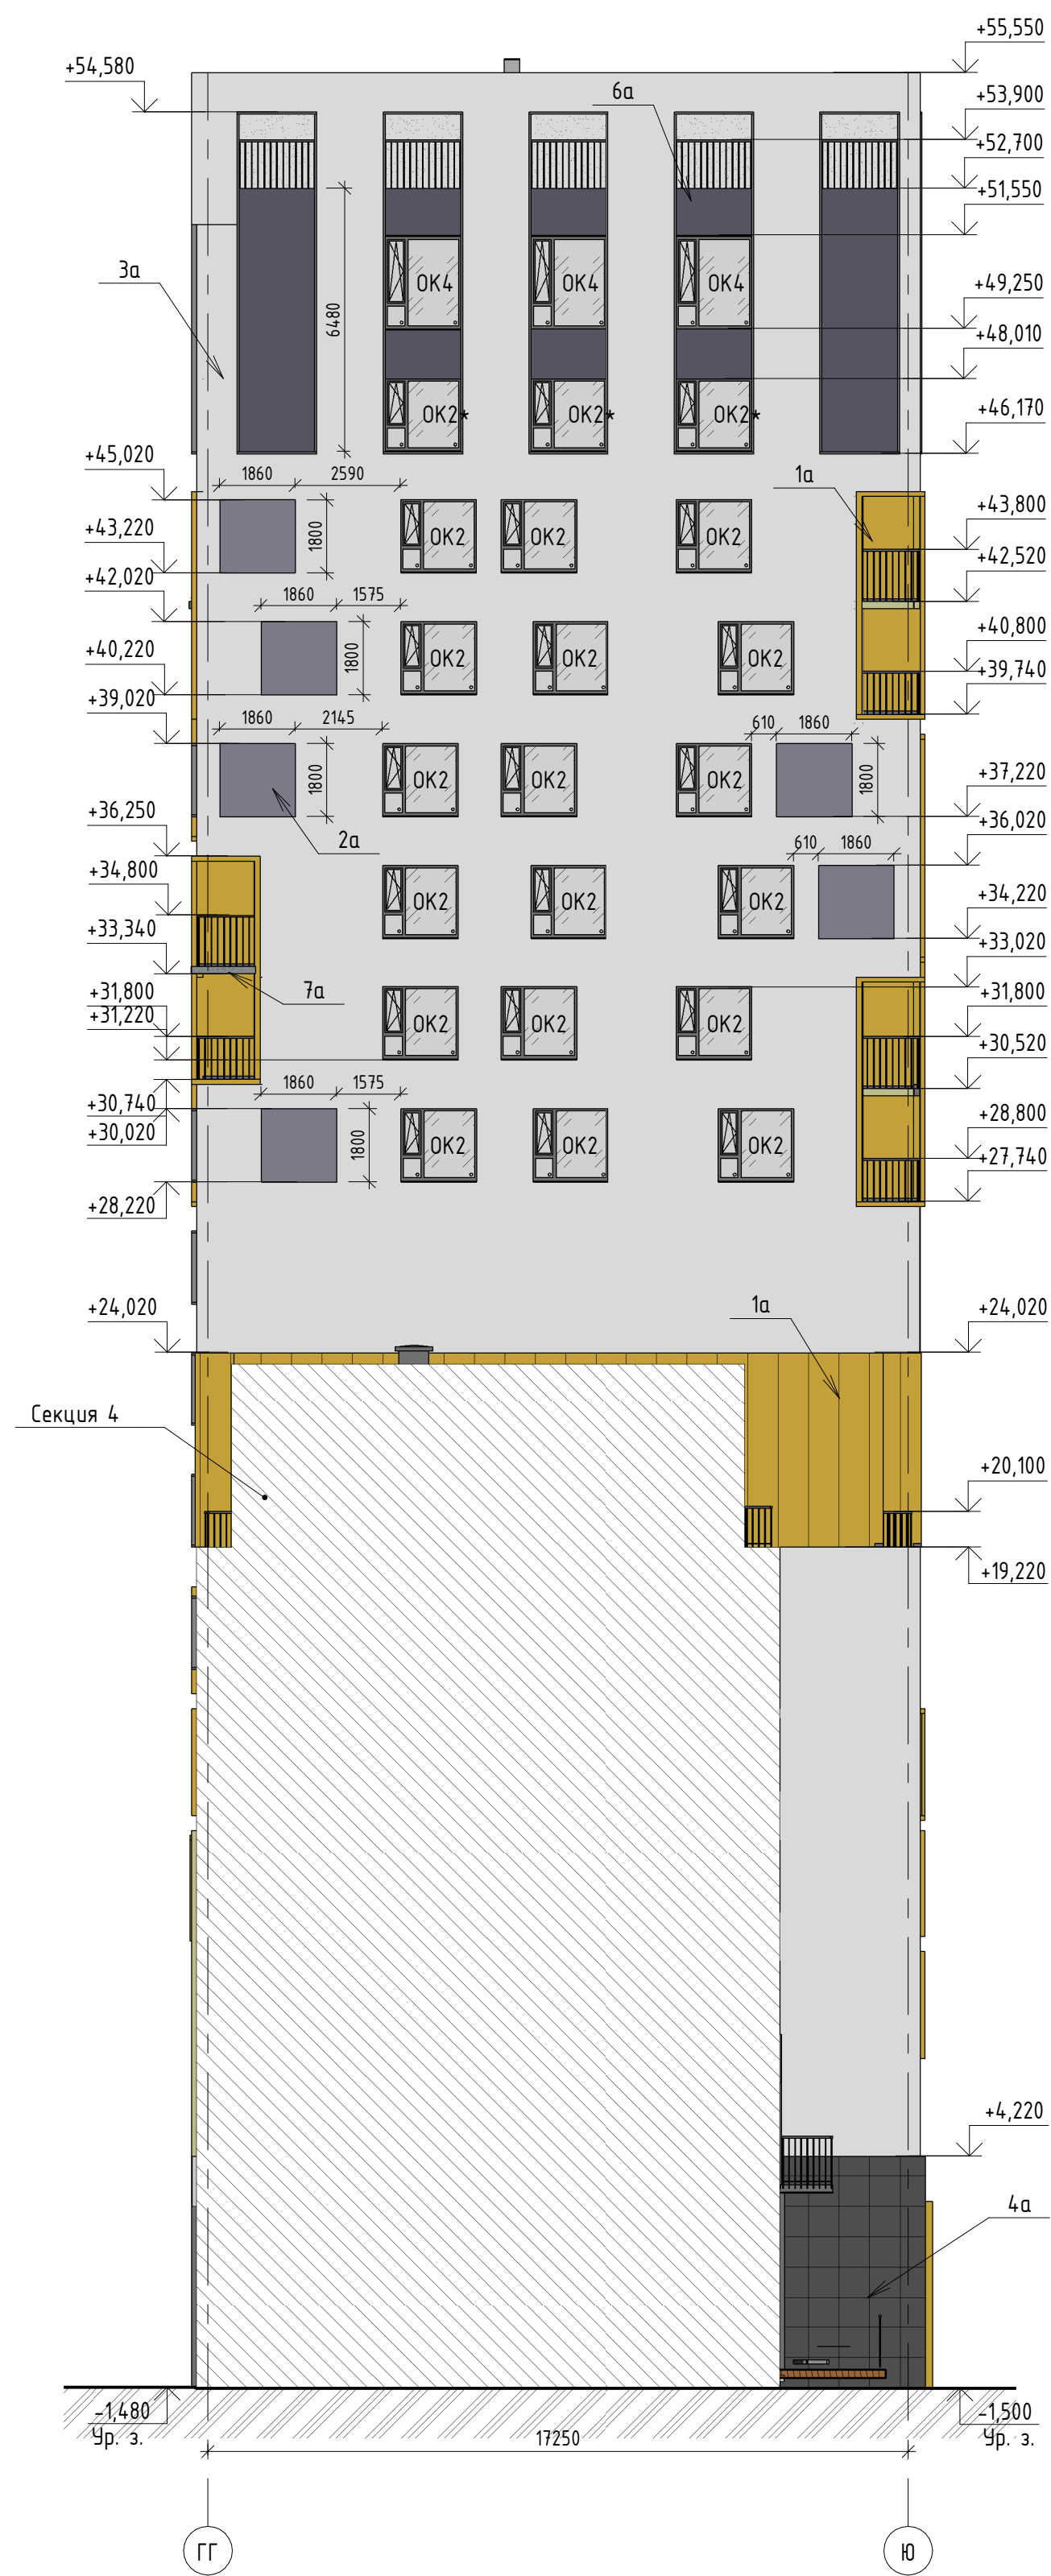 +55,550
+54,580
6а
+53,900
+52,700
+51,550
3а
ОК4 ОК4 ОК4
+49,250
6480
+48,010
ОК2* ОК2* ОК2*
+46,170
+45,020
1860 2590
1а
+43,800
+43,220
1800
ОК2 ОК2 ОК2
+42,520
+42,020
1860 1575
+40,800
+40,220
1800
ОК2 ОК2 ОК2
+39,740
+39,020
1860 2145
610 1860
+37,220
1800
ОК2 ОК2 ОК2
1800
+36,250
+36,020
2а
610 1860
+34,800
ОК2 ОК2 ОК2
+34,220
+33,340
+33,020
7а
+31,800
+31,220
ОК2 ОК2 ОК2
+31,800
+30,520
1860 1575
+30,740
+30,020
1800
ОК2 ОК2 ОК2
+28,800
+27,740
+28,220
+24,020
1а
+24,020
Секция 4
+20,100
+19,220
+4,220
4а
-1,480
Ур. з.
-1,500
Ур. з.
17250
ГГ
Ю